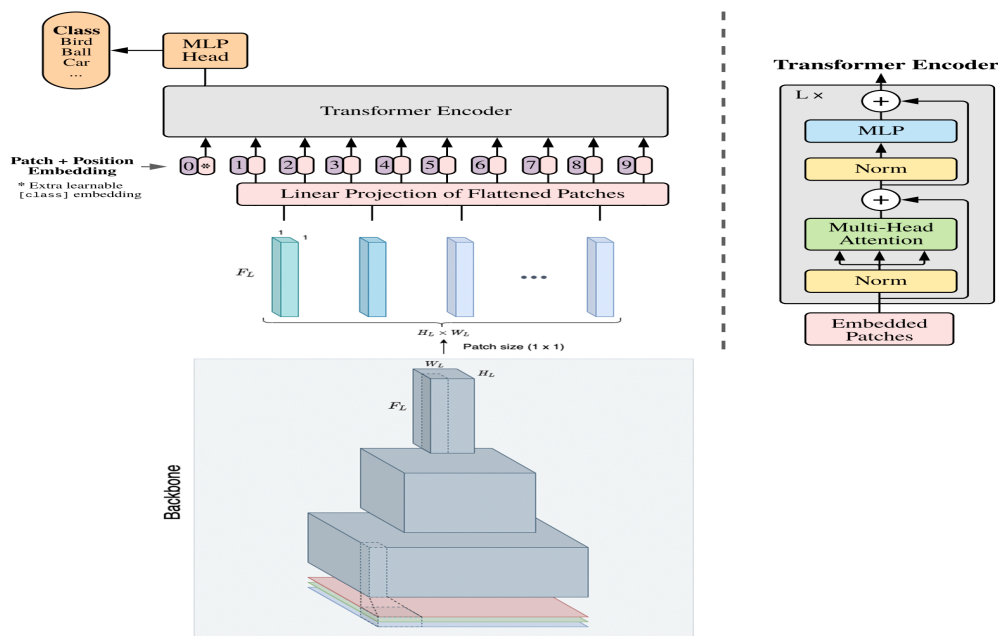 Class
Bird
Ball
Car
...
MLP
Head
Transformer Encoder
Patch + Position
Embedding
* Extra learnable
[class] embedding
0 * 1 2 3 4 5 6 7 8 9
Linear Projection of Flattened Patches
1
1
F_L
...
H_L × W_L
Patch size (1 x 1)
W_L
H_L
F_L
Backbone
Transformer Encoder
L ×
+
MLP
Norm
+
Multi-Head
Attention
Norm
Embedded
Patches